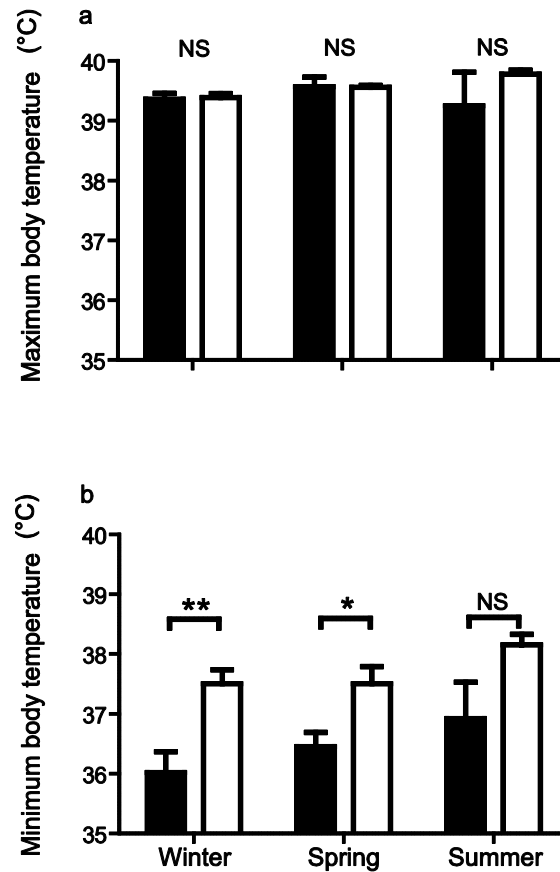 a
Maximum body temperature (°C)
NS NS NS
40
39
38
37
36
35
b
Minimum body temperature (°C)
40
39
38
37
36
35
** * NS
Winter Spring Summer